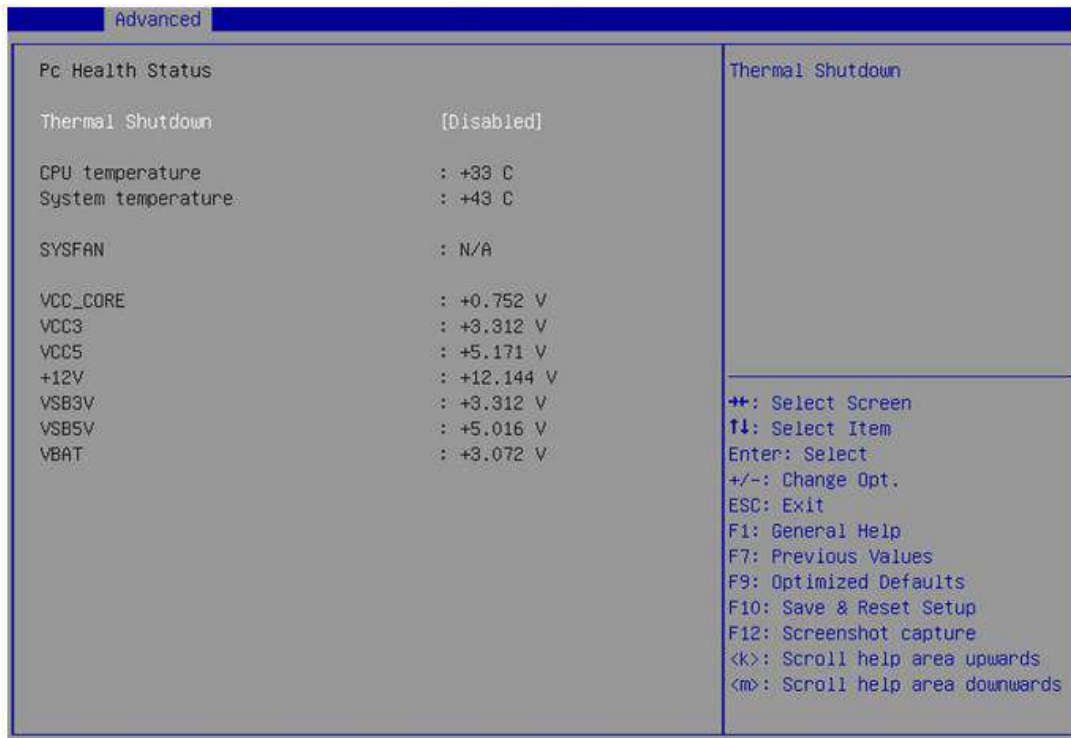 Advanced
Pc Health Status
Thermal Shutdown [Disabled]
CPU temperature : +33 C
System temperature : +43 C
SYSFAN : N/A
VCC_CORE : +0.752 V
VCC3 : +3.312 V
VCC5 : +5.171 V
+12V : +12.144 V
VSB3V : +3.312 V
VSB5V : +5.016 V
VBAT : +3.072 V
Thermal Shutdown
→←: Select Screen
↑↓: Select Item
Enter: Select
+/-: Change Opt.
ESC: Exit
F1: General Help
F7: Previous Values
F9: Optimized Defaults
F10: Save & Reset Setup
F12: Screenshot capture
<k>: Scroll help area upwards
<m>: Scroll help area downwards